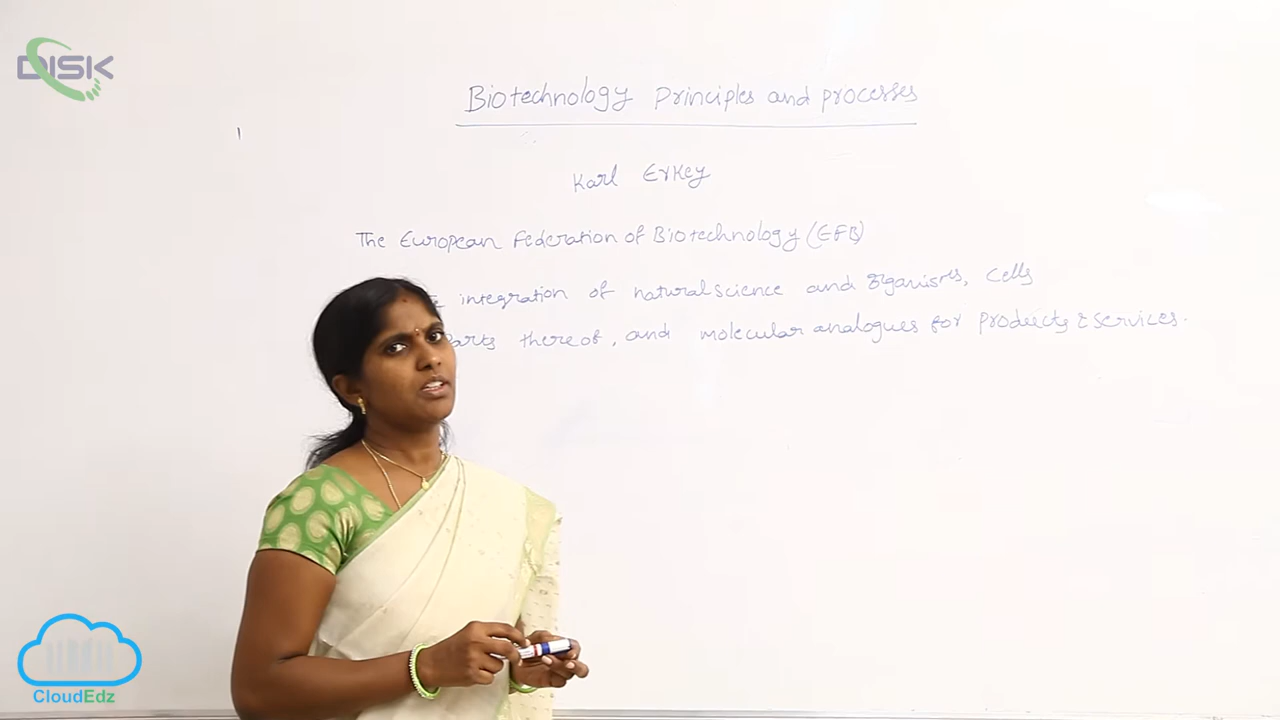 DISK
Biotechnology principles and processes
Karl Erkey
The European Federation of Biotechnology (EFB)
integration of natural science and organisms, cells
arts thereof, and molecular analogues for products & services.
CloudEdz